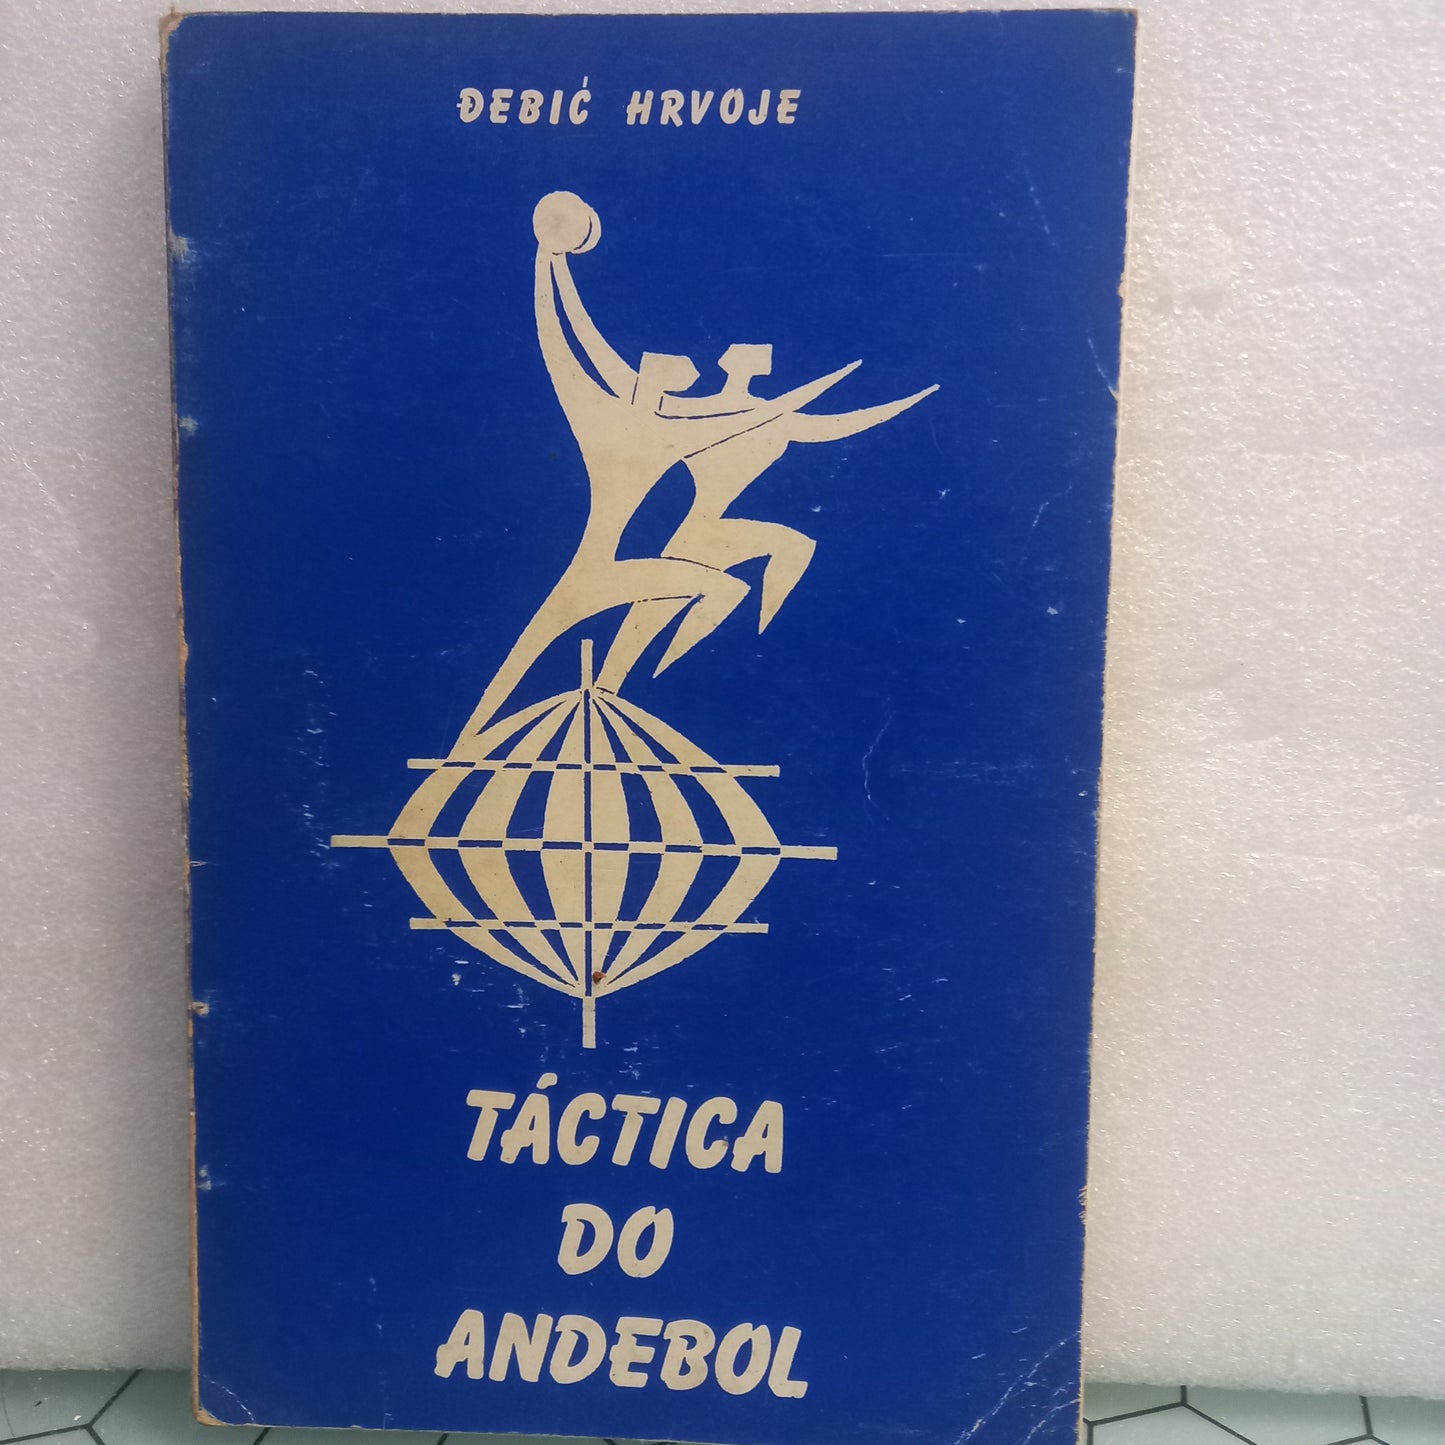 ĐEBIĆ HRVOJE
TÁCTICA
DO
ANDEBOL